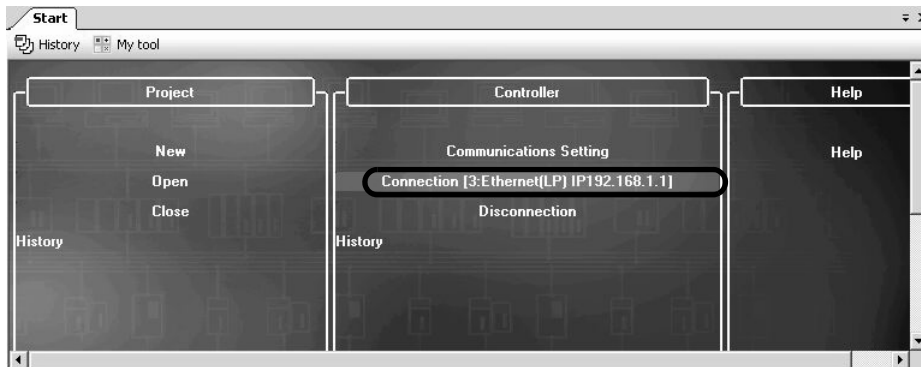 Start
History My tool
Project Controller Help
New Communications Setting Help
Open Connection [3:Ethernet(LP) IP192.168.1.1]
Close Disconnection
History History